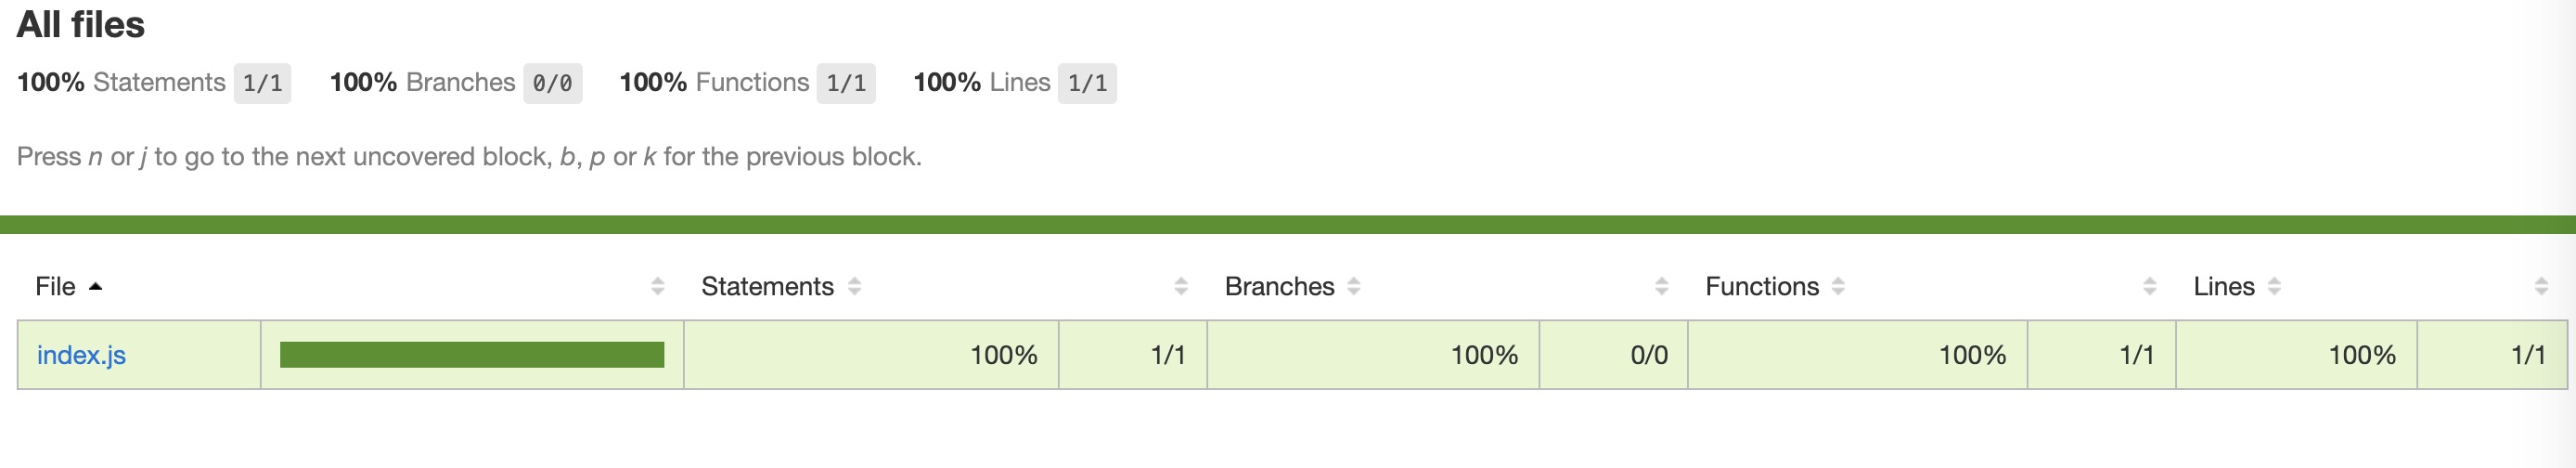 All files
100% Statements 1/1 100% Branches 0/0 100% Functions 1/1 100% Lines 1/1
Press n or j to go to the next uncovered block, b, p or k for the previous block.
File Statements Branches Functions Lines
index.js 100% 1/1 100% 0/0 100% 1/1 100% 1/1